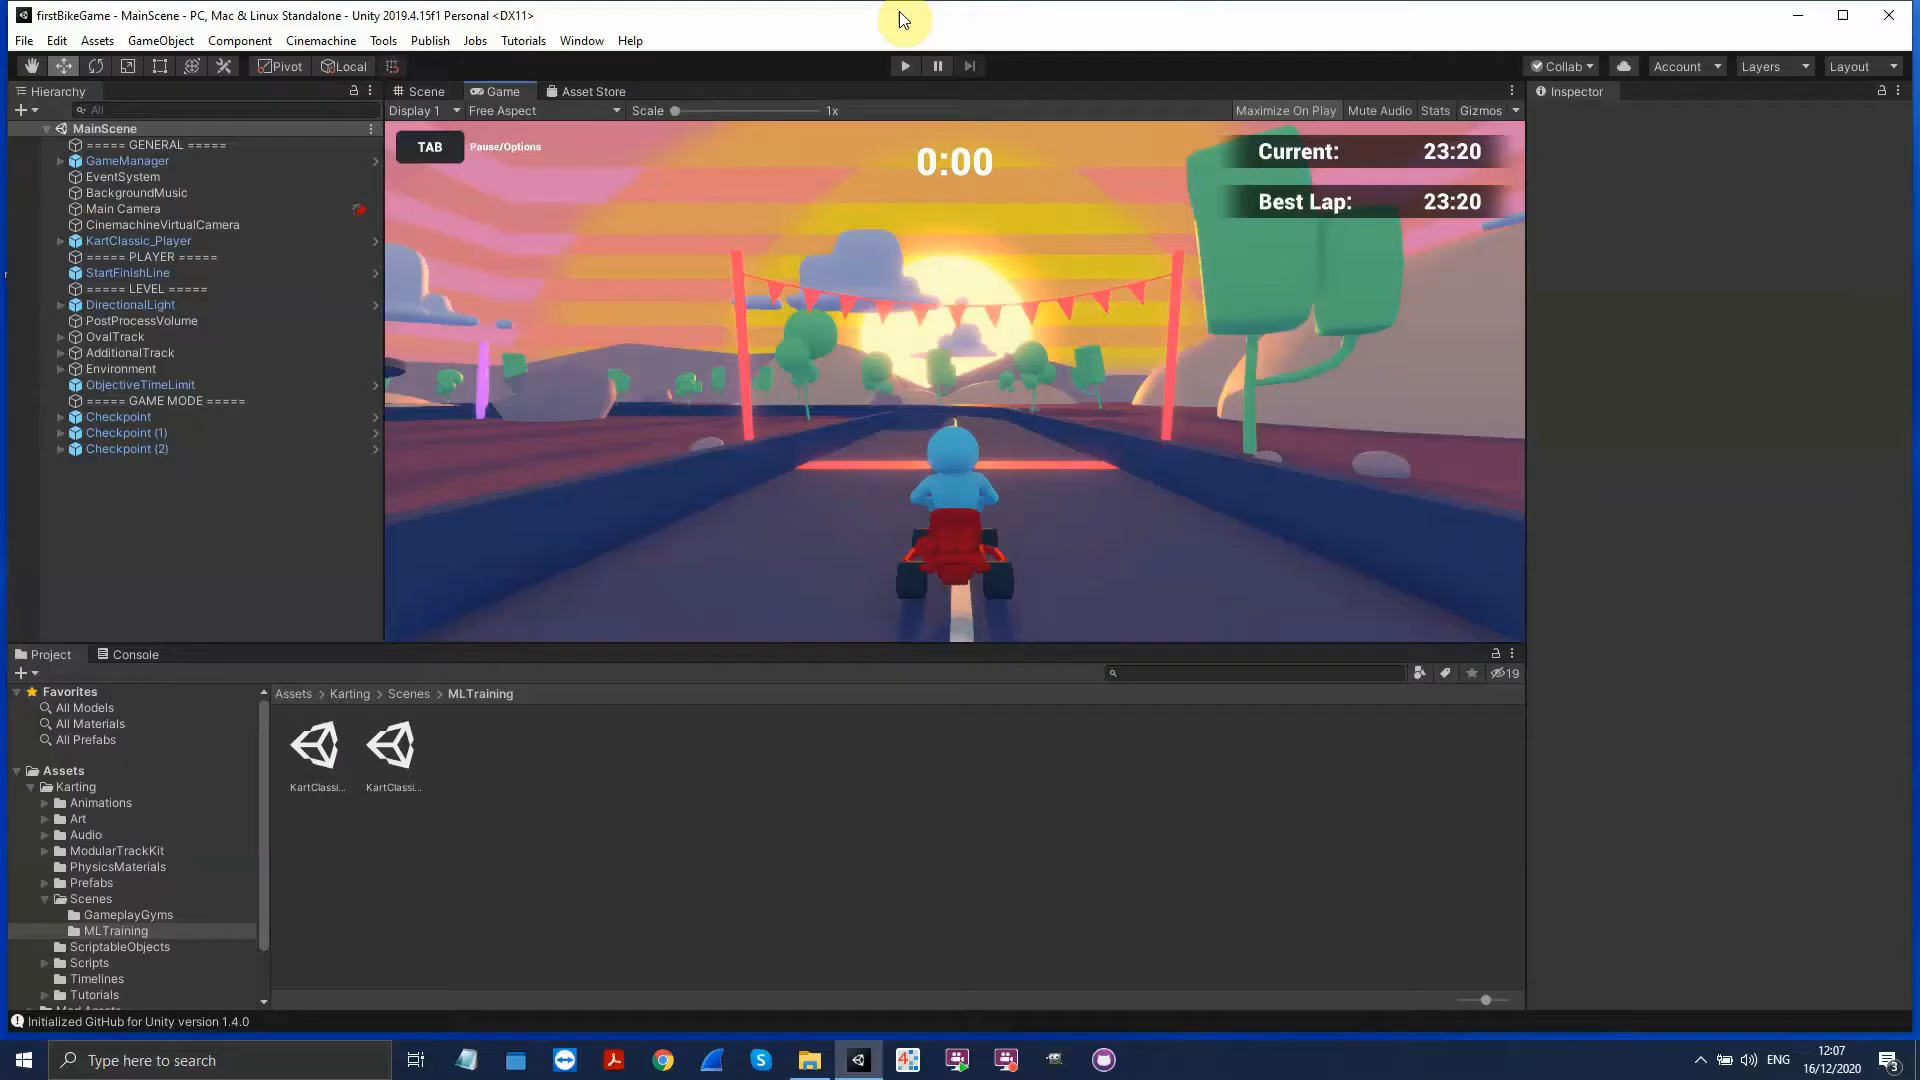 firstBikeGame - MainScene - PC, Mac & Linux Standalone - Unity 2019.4.15f1 Personal <DX11>
File Edit Assets GameObject Component Cinemachine Tools Publish Jobs Tutorials Window Help
Pivot Local Collab Account Layers Layout
Hierarchy
All
MainScene
===== GENERAL =====
GameManager
EventSystem
BackgroundMusic
Main Camera
CinemachineVirtualCamera
KartClassic_Player
===== PLAYER =====
StartFinishLine
===== LEVEL =====
DirectionalLight
PostProcessVolume
OvalTrack
AdditionalTrack
Environment
ObjectiveTimeLimit
===== GAME MODE =====
Checkpoint
Checkpoint (1)
Checkpoint (2)
Scene Game Asset Store
Display 1 Free Aspect Scale 1x Maximize On Play Mute Audio Stats Gizmos
TAB Pause/Options
0:00
Current: 23:20
Best Lap: 23:20
Inspector
Project Console
19
Favorites
All Models
All Materials
All Prefabs
Assets
Karting
Animations
Art
Audio
ModularTrackKit
PhysicsMaterials
Prefabs
Scenes
GameplayGyms
MLTraining
ScriptableObjects
Scripts
Timelines
Tutorials
Assets > Karting > Scenes > MLTraining
KartClassi... KartClassi...
Initialized GitHub for Unity version 1.4.0
Type here to search
ENG
12:07
16/12/2020
3